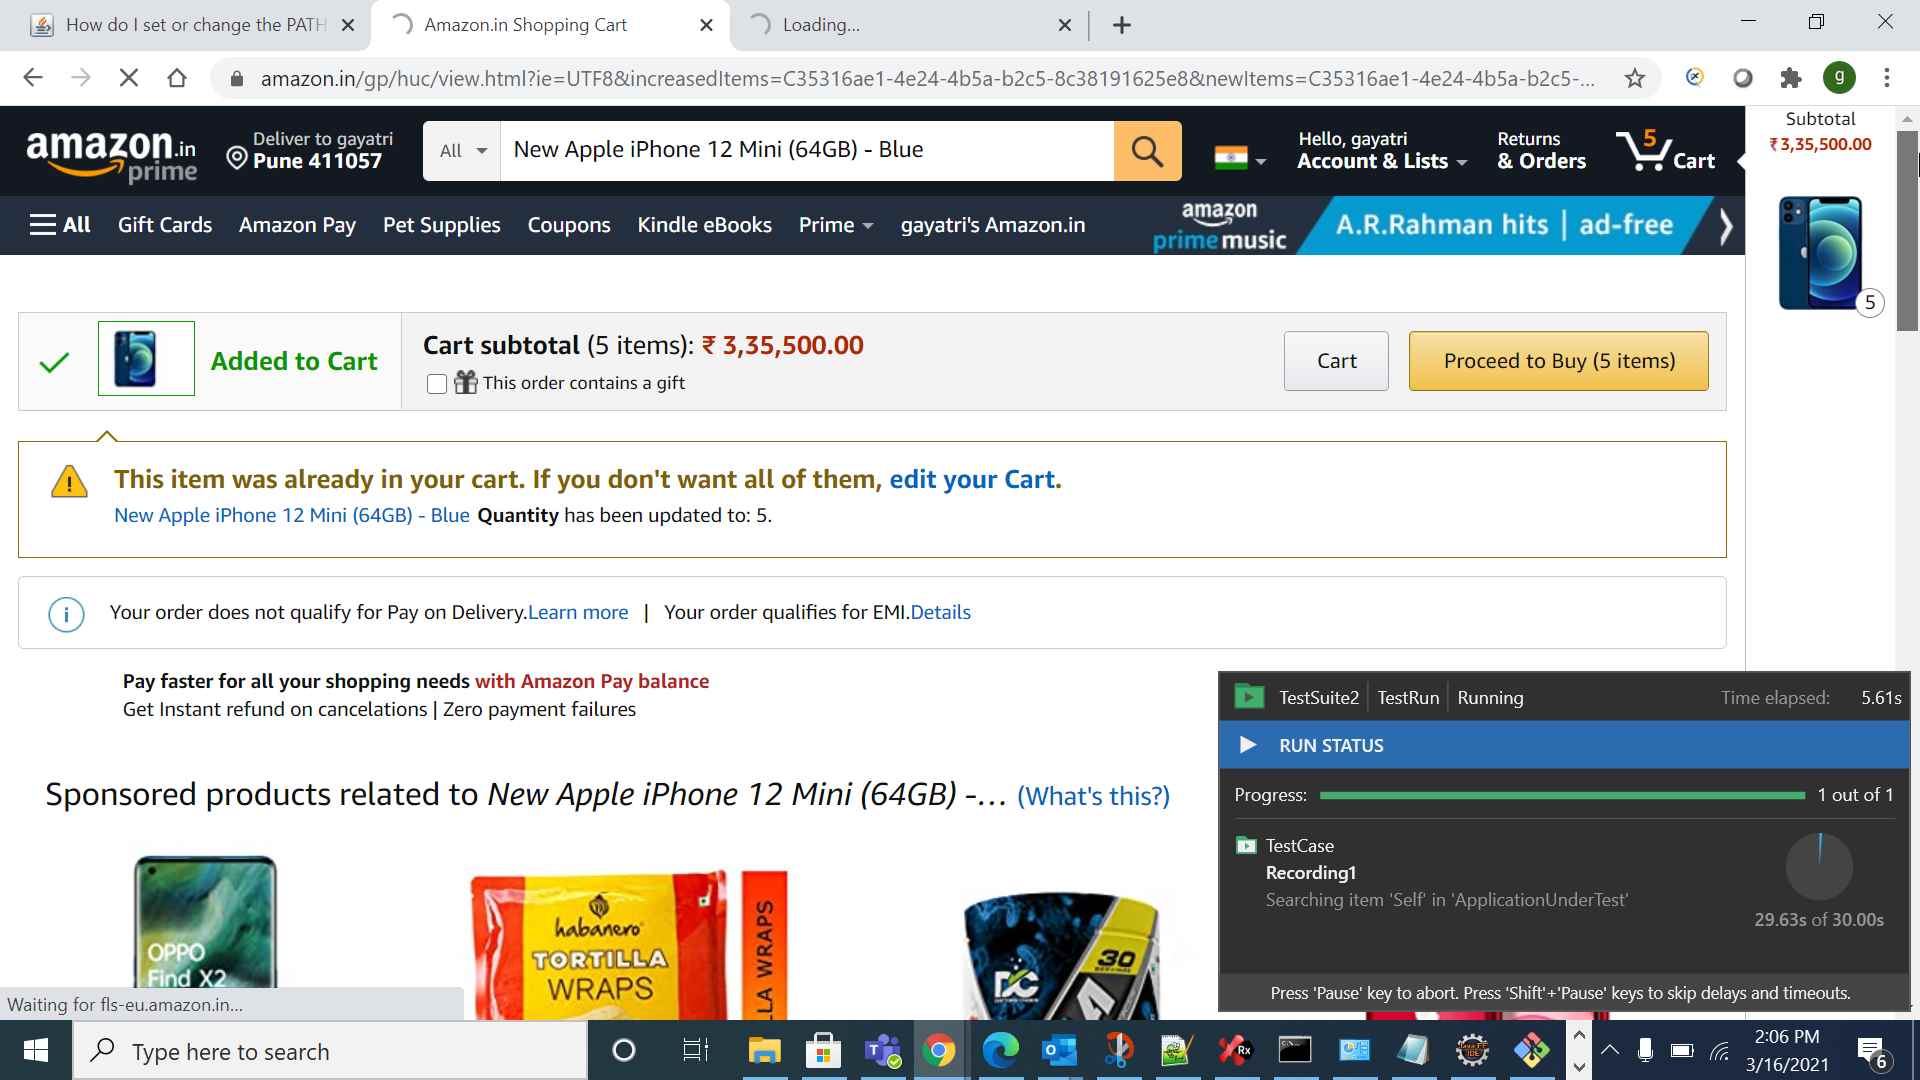 How do I set or change the PATH
Amazon.in Shopping Cart
Loading...
amazon.in/gp/huc/view.html?ie=UTF8&increasedItems=C35316ae1-4e24-4b5a-b2c5-8c38191625e8&newItems=C35316ae1-4e24-4b5a-b2c5-...
g
amazon.in
prime
Deliver to gayatri
Pune 411057
All
New Apple iPhone 12 Mini (64GB) - Blue
Hello, gayatri
Account & Lists
Returns
& Orders
5
Cart
Subtotal
₹3,35,500.00
5
All
Gift Cards
Amazon Pay
Pet Supplies
Coupons
Kindle eBooks
Prime
gayatri's Amazon.in
amazon
prime music
A.R.Rahman hits | ad-free
Added to Cart
Cart subtotal (5 items): ₹ 3,35,500.00
This order contains a gift
Cart
Proceed to Buy (5 items)
This item was already in your cart. If you don't want all of them, edit your Cart.
New Apple iPhone 12 Mini (64GB) - Blue Quantity has been updated to: 5.
Your order does not qualify for Pay on Delivery.Learn more | Your order qualifies for EMI.Details
Pay faster for all your shopping needs with Amazon Pay balance
Get Instant refund on cancelations | Zero payment failures
Sponsored products related to New Apple iPhone 12 Mini (64GB) -... (What's this?)
OPPO
Find X2
habanero
TORTILLA
WRAPS
LLA WRAPS
30
DC
TestSuite2
TestRun
Running
Time elapsed:
5.61s
RUN STATUS
Progress:
1 out of 1
TestCase
Recording1
Searching item 'Self' in 'ApplicationUnderTest'
29.63s of 30.00s
Press 'Pause' key to abort. Press 'Shift'+'Pause' keys to skip delays and timeouts.
Waiting for fls-eu.amazon.in...
Type here to search
Rx
2:06 PM
3/16/2021
6